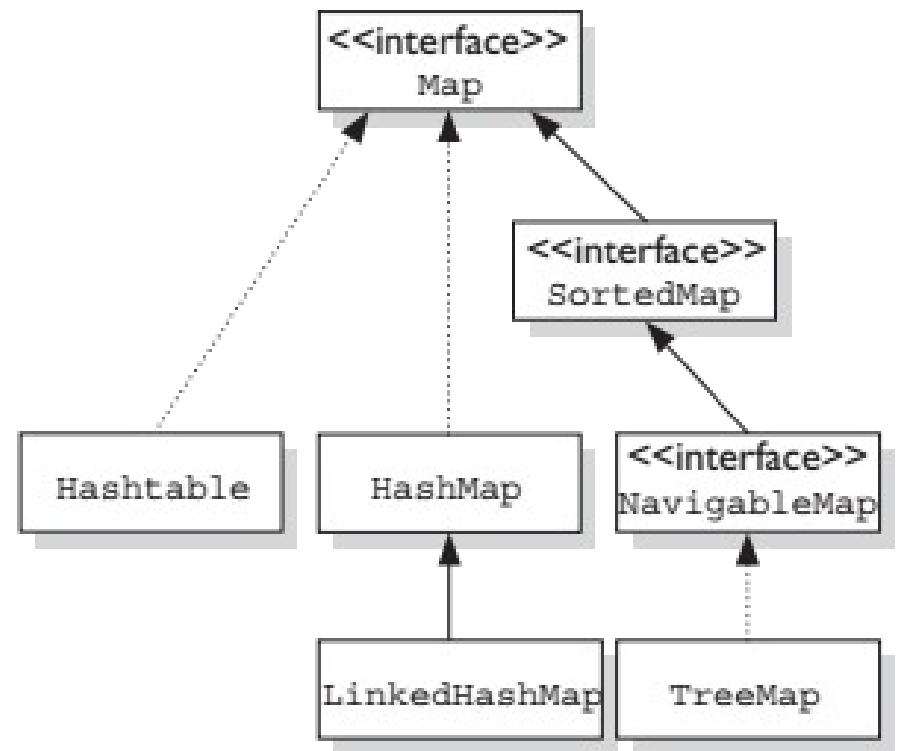 <<interface>>
Map
<<interface>>
SortedMap
Hashtable
HashMap
<<interface>>
NavigableMap
LinkedHashMap
TreeMap